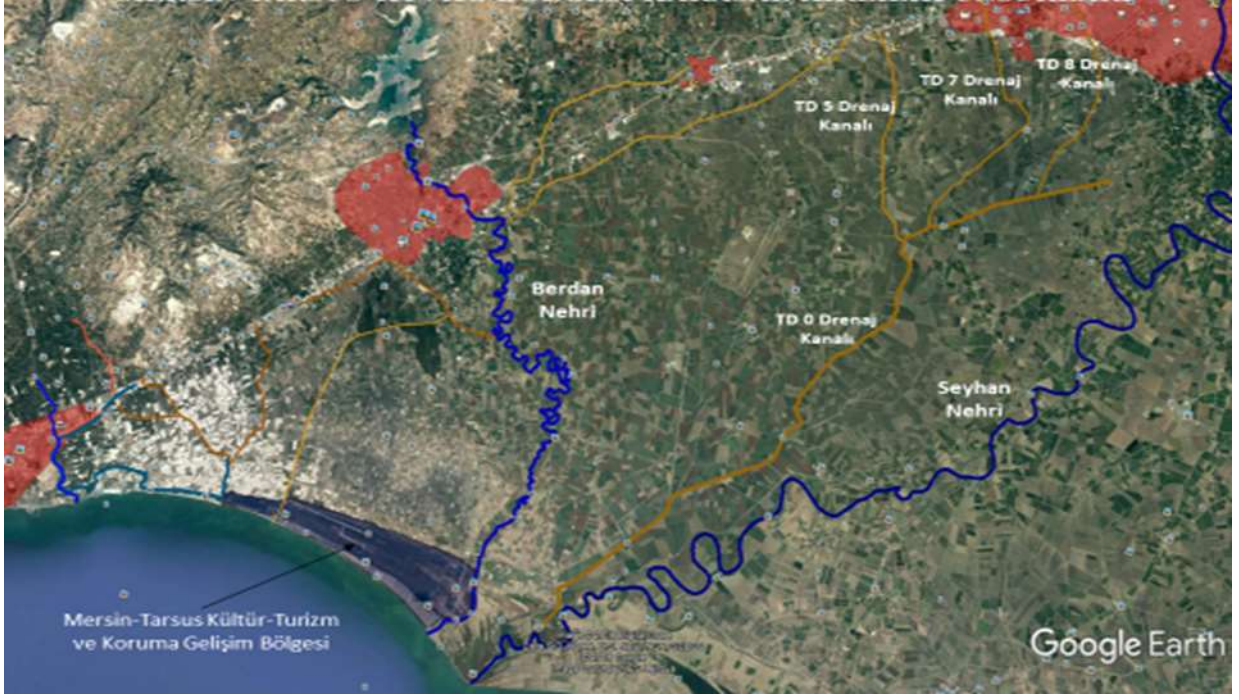 TD 8 Drenaj
Kanalı
TD 7 Drenaj
Kanalı
TD 5 Drenaj
Kanalı
Berdan
Nehri
TD 0 Drenaj
Kanalı
Seyhan
Nehri
Mersin-Tarsus Kültür-Turizm
ve Koruma Gelişim Bölgesi
Google Earth